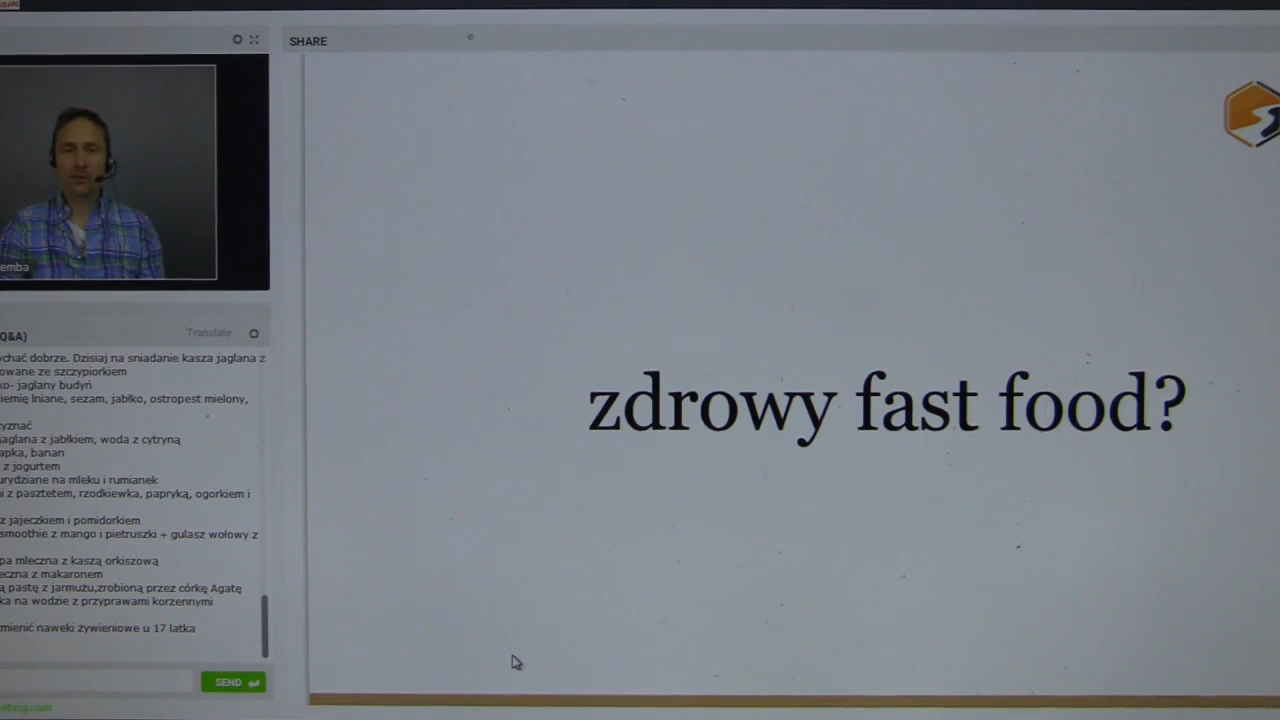 SHARE
emba
Q&A)
Translate
ychać dobrze. Dzisiaj na sniadanie kasza jaglana z
owane ze szczypiorkiem
ko- jaglany budyń
iemię lniane, sezam, jabłko, ostropest mielony,
zyznać
jaglana z jabłkiem, woda z cytryną
apka, banan
z jogurtem
urydziane na mleku i rumianek
i z pasztetem, rzodkiewka, papryką, ogorkiem i
z jajeczkiem i pomidorkiem
smoothie z mango i pietruszki + gulasz wołowy z
pa mleczna z kaszą orkiszową
eczna z makaronem
ą pastę z jarmużu,zrobioną przez córkę Agatę
ka na wodzie z przyprawami korzennymi
mienić naweki żywieniowe u 17 latka
SEND
zdrowy fast food?